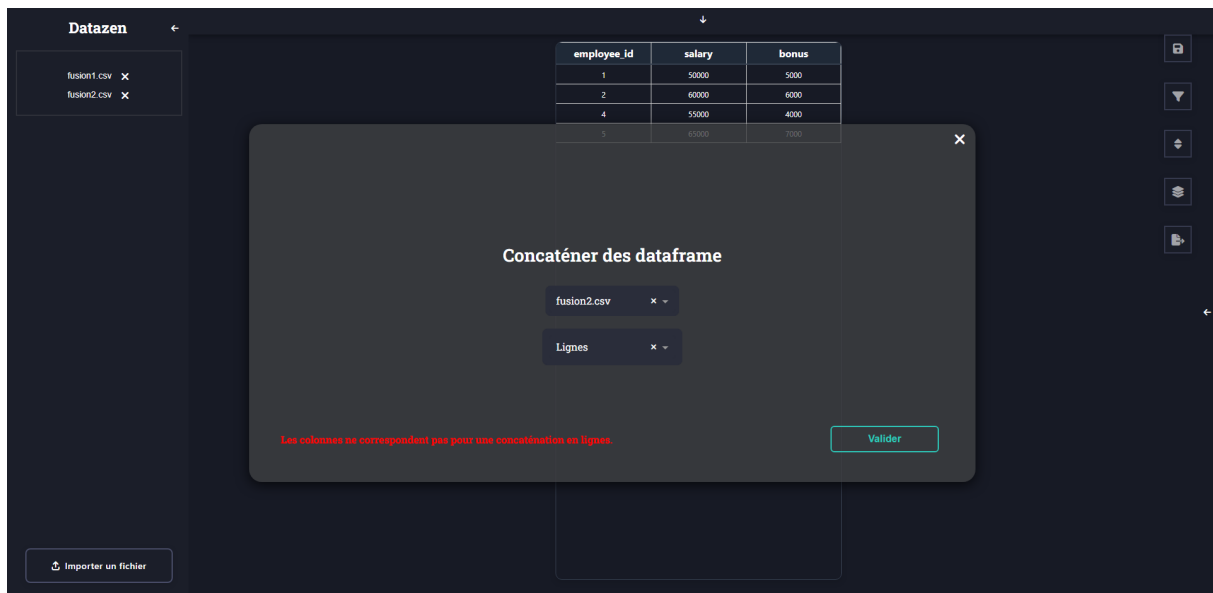 Datazen
fusion1.csv
fusion2.csv
employee_id salary bonus
1 50000 5000
2 60000 6000
4 55000 4000
5 65000 7000
Concaténer des dataframe
fusion2.csv
Lignes
Les colonnes ne correspondent pas pour une concaténation en lignes.
Valider
Importer un fichier